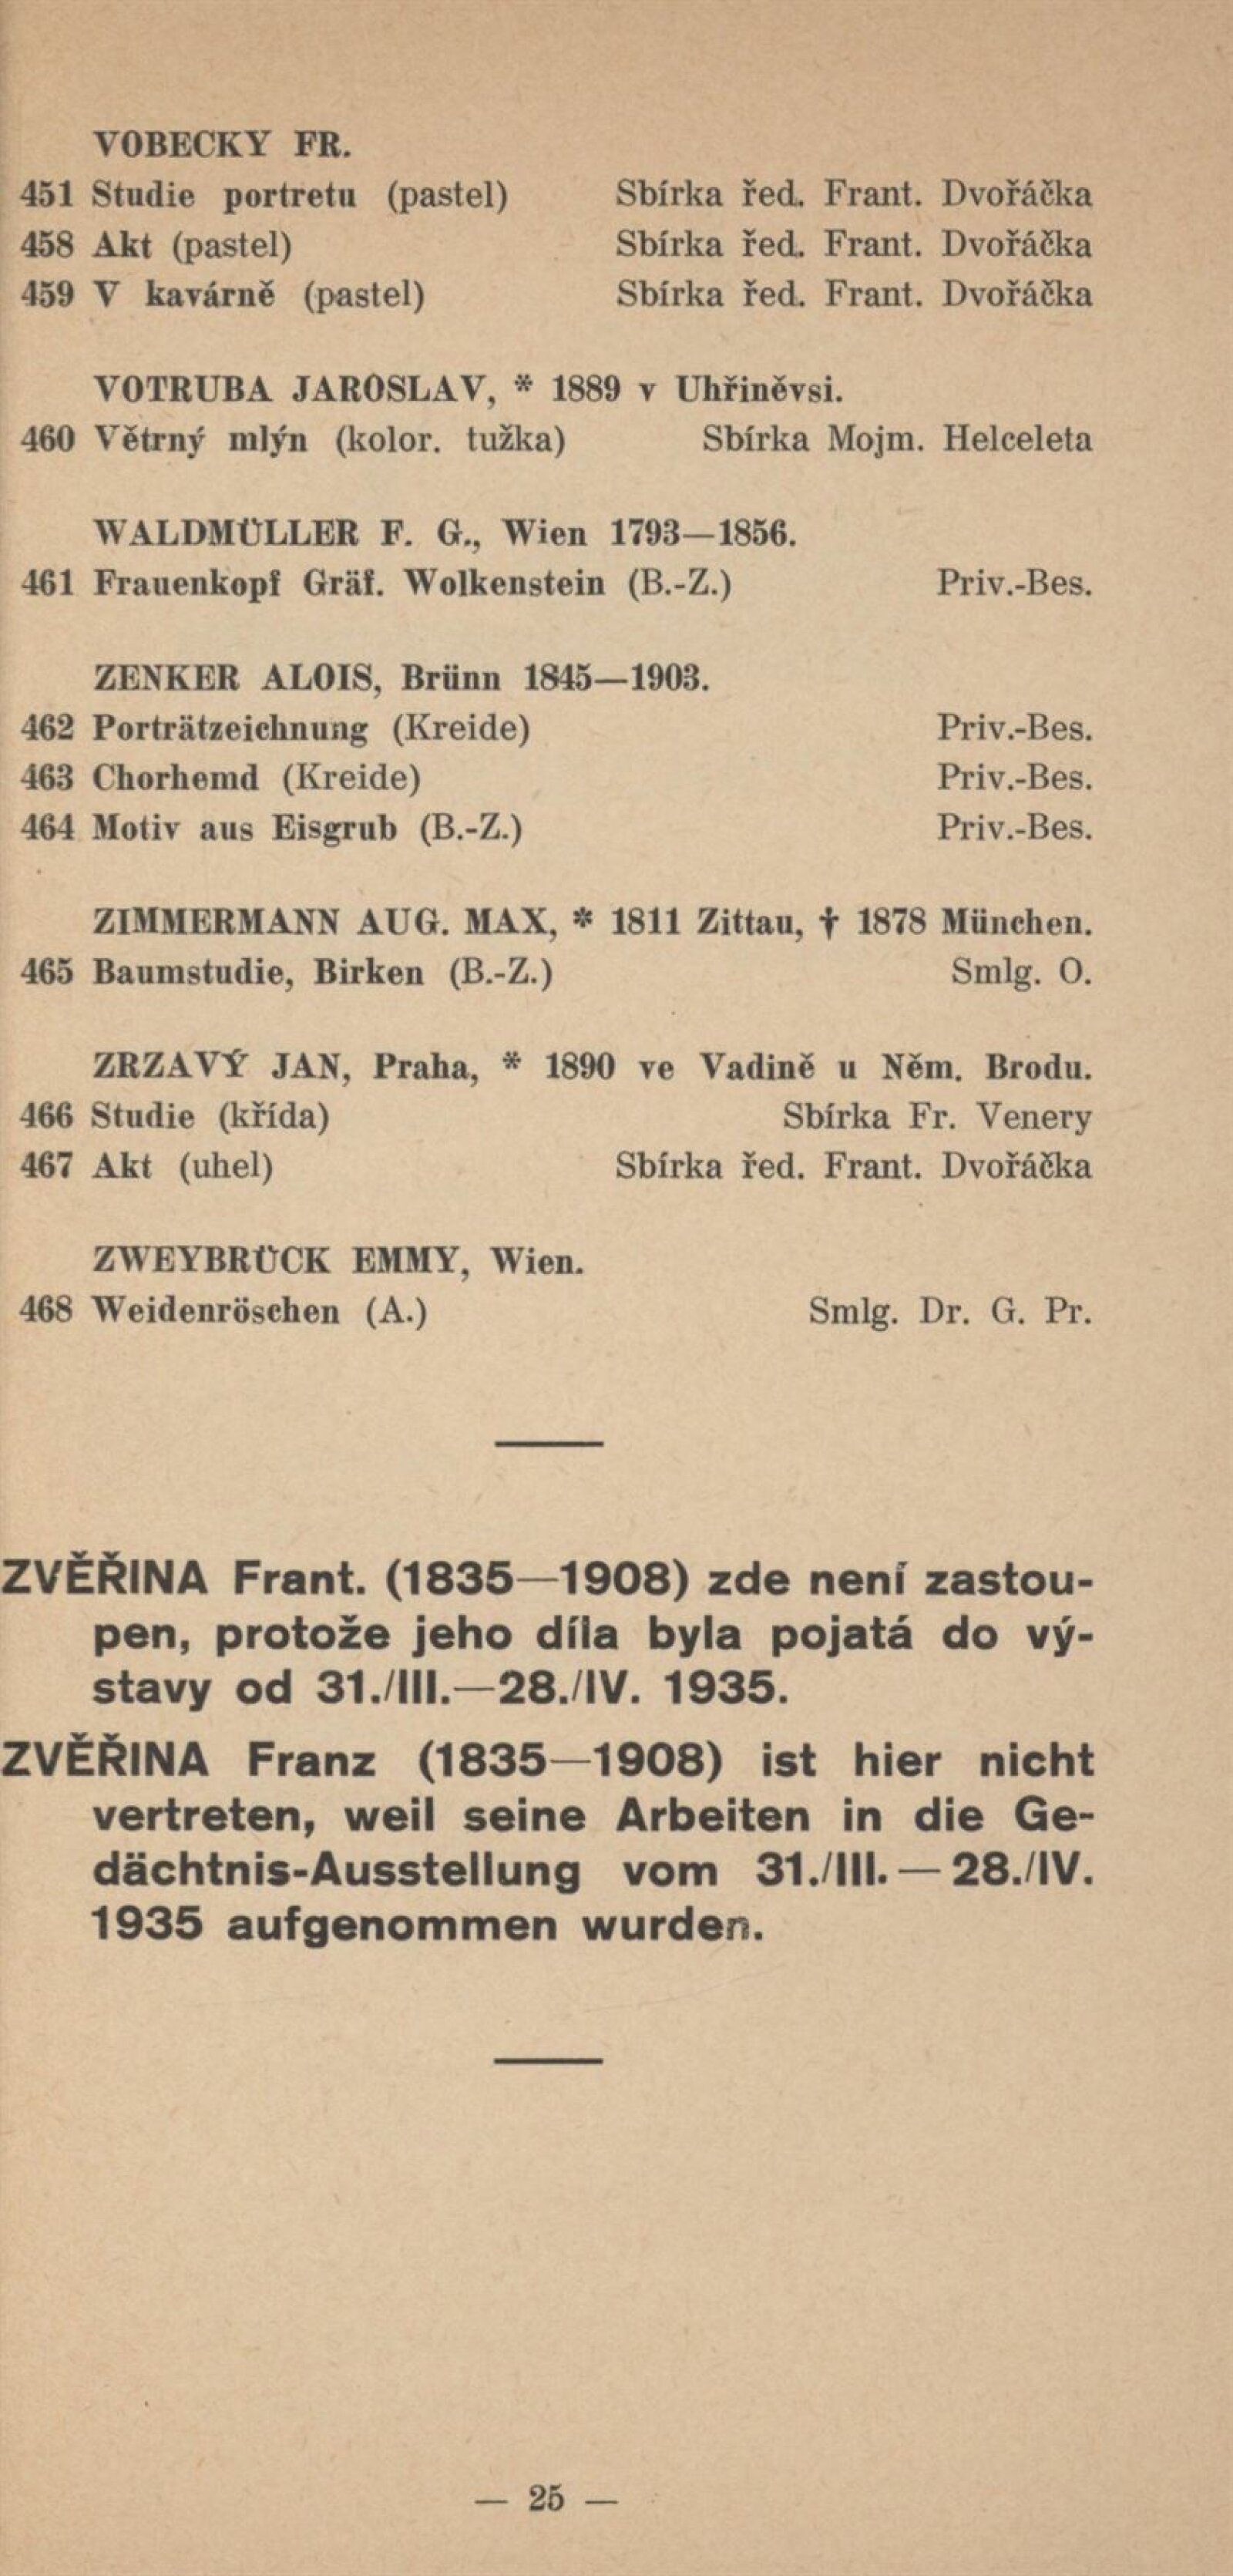 VOBECKY FR.
451 Studie portretu (pastel) Sbírka řed. Frant. Dvořáčka
458 Akt (pastel) Sbírka řed. Frant. Dvořáčka
459 V kavárně (pastel) Sbírka řed. Frant. Dvořáčka
VOTRUBA JAROSLAV, * 1889 v Uhřiněvsi.
460 Větrný mlýn (kolor. tužka) Sbírka Mojm. Helceleta
WALDMÜLLER F. G., Wien 1793—1856.
461 Frauenkopf Gräf. Wolkenstein (B.-Z.) Priv.-Bes.
ZENKER ALOIS, Brünn 1845—1903.
462 Porträtzeichnung (Kreide) Priv.-Bes.
463 Chorhemd (Kreide) Priv.-Bes.
464 Motiv aus Eisgrub (B.-Z.) Priv.-Bes.
ZIMMERMANN AUG. MAX, * 1811 Zittau, † 1878 München.
465 Baumstudie, Birken (B.-Z.) Smlg. O.
ZRZAVÝ JAN, Praha, * 1890 ve Vadině u Něm. Brodu.
466 Studie (křída) Sbírka Fr. Venery
467 Akt (uhel) Sbírka řed. Frant. Dvořáčka
ZWEYBRÜCK EMMY, Wien.
468 Weidenröschen (A.) Smlg. Dr. G. Pr.
ZVĚŘINA Frant. (1835—1908) zde není zastou-
pen, protože jeho díla byla pojatá do vý-
stavy od 31./III.—28./IV. 1935.
ZVĚŘINA Franz (1835—1908) ist hier nicht
vertreten, weil seine Arbeiten in die Ge-
dächtnis-Ausstellung vom 31./III. — 28./IV.
1935 aufgenommen wurden.
— 25 —